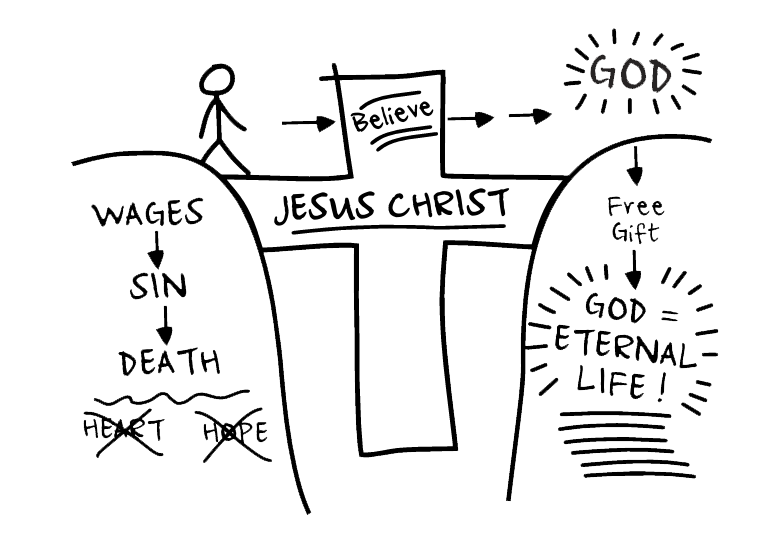 GOD
Believe
JESUS CHRIST
WAGES
SIN
DEATH
HEART HOPE
Free
Gift
GOD =
ETERNAL
LIFE!